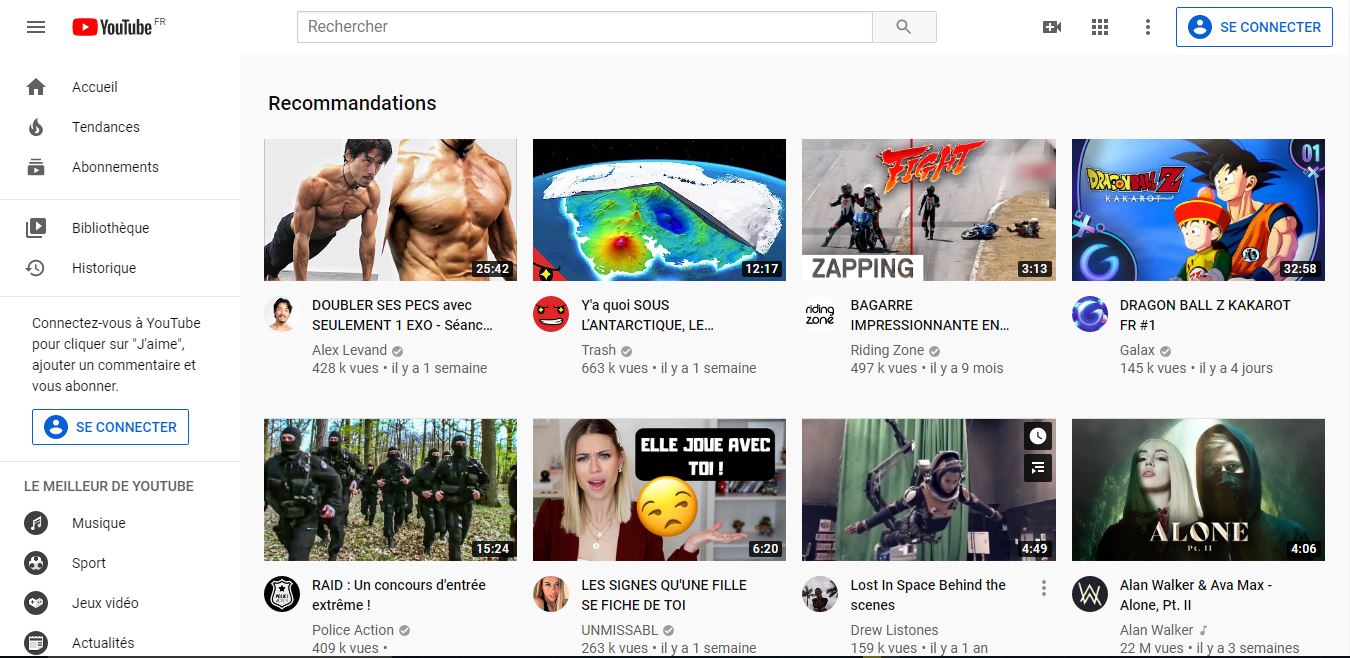 YouTube FR
Rechercher
SE CONNECTER
Accueil
Tendances
Abonnements
Bibliothèque
Historique
Connectez-vous à YouTube
pour cliquer sur "J'aime",
ajouter un commentaire et
vous abonner.
SE CONNECTER
LE MEILLEUR DE YOUTUBE
Musique
Sport
Jeux vidéo
Actualités
Recommandations
25:42
DOUBLER SES PECS avec
SEULEMENT 1 EXO - Séanc...
Alex Levand
428 k vues • il y a 1 semaine
12:17
Y'a quoi SOUS
L'ANTARCTIQUE, LE...
Trash
663 k vues • il y a 1 semaine
FIGHT
ZAPPING
3:13
riding
zone
BAGARRE
IMPRESSIONNANTE EN...
Riding Zone
497 k vues • il y a 9 mois
01
DRAGON BALL Z
KAKAROT
32:58
DRAGON BALL Z KAKAROT
FR #1
Galax
145 k vues • il y a 4 jours
15:24
RAID : Un concours d'entrée
extrême !
Police Action
409 k vues •
ELLE JOUE AVEC
TOI !
6:20
LES SIGNES QU'UNE FILLE
SE FICHE DE TOI
UNMISSABL
263 k vues • il y a 1 semaine
4:49
Lost In Space Behind the
scenes
Drew Listones
159 k vues • il y a 1 an
ALONE
Pt. II
4:06
Alan Walker & Ava Max -
Alone, Pt. II
Alan Walker
22 M vues • il y a 3 semaines